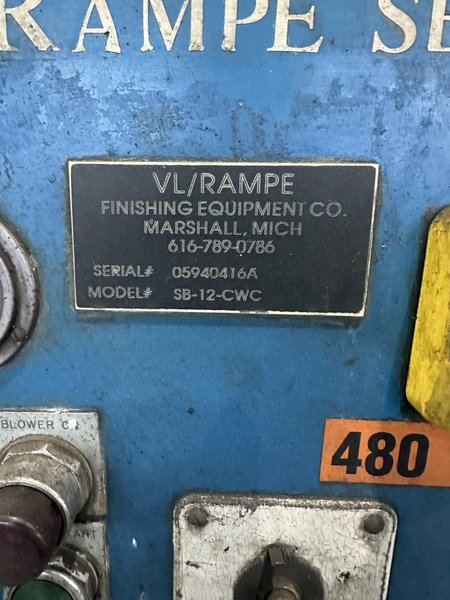 RAMPE SE
VL/RAMPE
FINISHING EQUIPMENT CO.
MARSHALL, MICH
616-789-0786
SERIAL# 05940416A
MODEL# SB-12-CWC
BLOWER
480